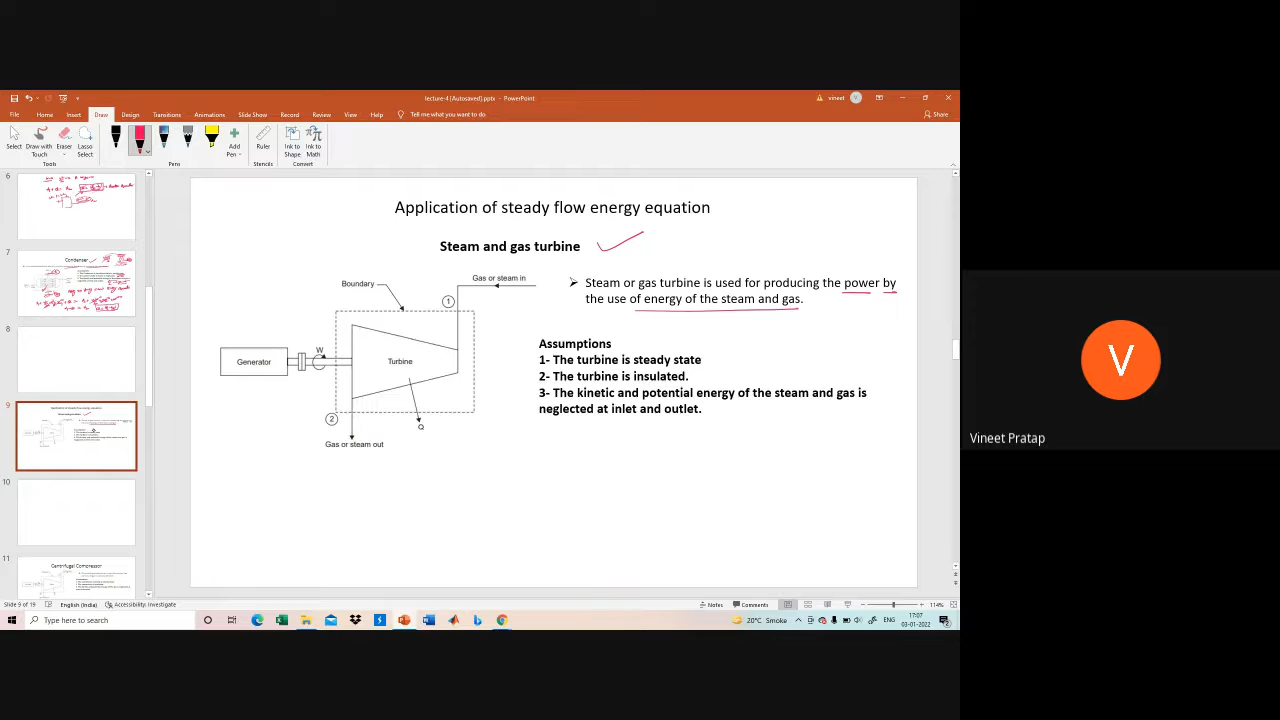 lecture-4 (Autosaved).pptx - PowerPoint
vineet
V
File Home Insert Draw Design Transitions Animations Slide Show Record Review View Help Tell me what you want to do
Share
Select Draw with Touch Eraser Lasso Select Add Pen Ruler Ink to Shape Ink to Math
Tools Pens Stencils Convert
6
7
Condenser
8
9
Application of steady flow energy equation
10
11
Centrifugal Compressor
Application of steady flow energy equation
Steam and gas turbine
Gas or steam in
Boundary
1
➢ Steam or gas turbine is used for producing the power by
the use of energy of the steam and gas.
W
Generator
Turbine
2
Q
Gas or steam out
Assumptions
1- The turbine is steady state
2- The turbine is insulated.
3- The kinetic and potential energy of the steam and gas is
neglected at inlet and outlet.
V
Vineet Pratap
Slide 9 of 19 English (India) Accessibility: Investigate Notes Comments 114%
Type here to search
20°C Smoke ENG 17:07
03-01-2022